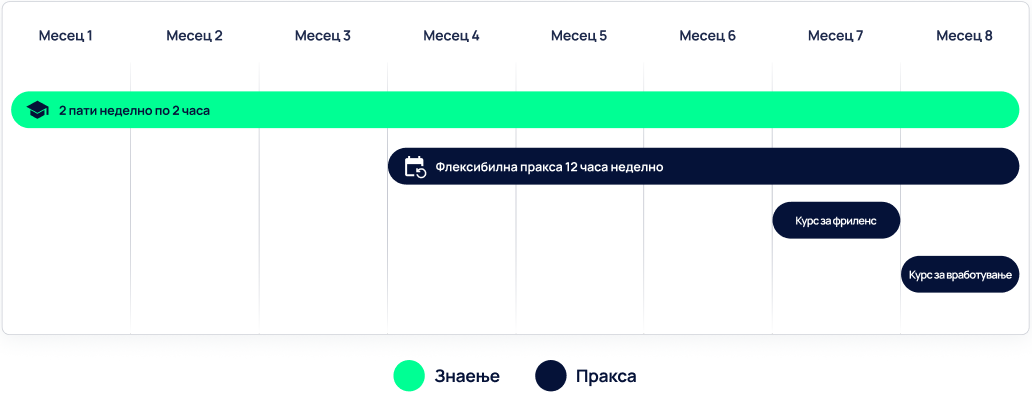 Месец 1
Месец 2
Месец 3
Месец 4
Месец 5
Месец 6
Месец 7
Месец 8
2 пати неделно по 2 часа
Флексибилна пракса 12 часа неделно
Курс за фриленс
Курс за вработување
Знаење
Пракса